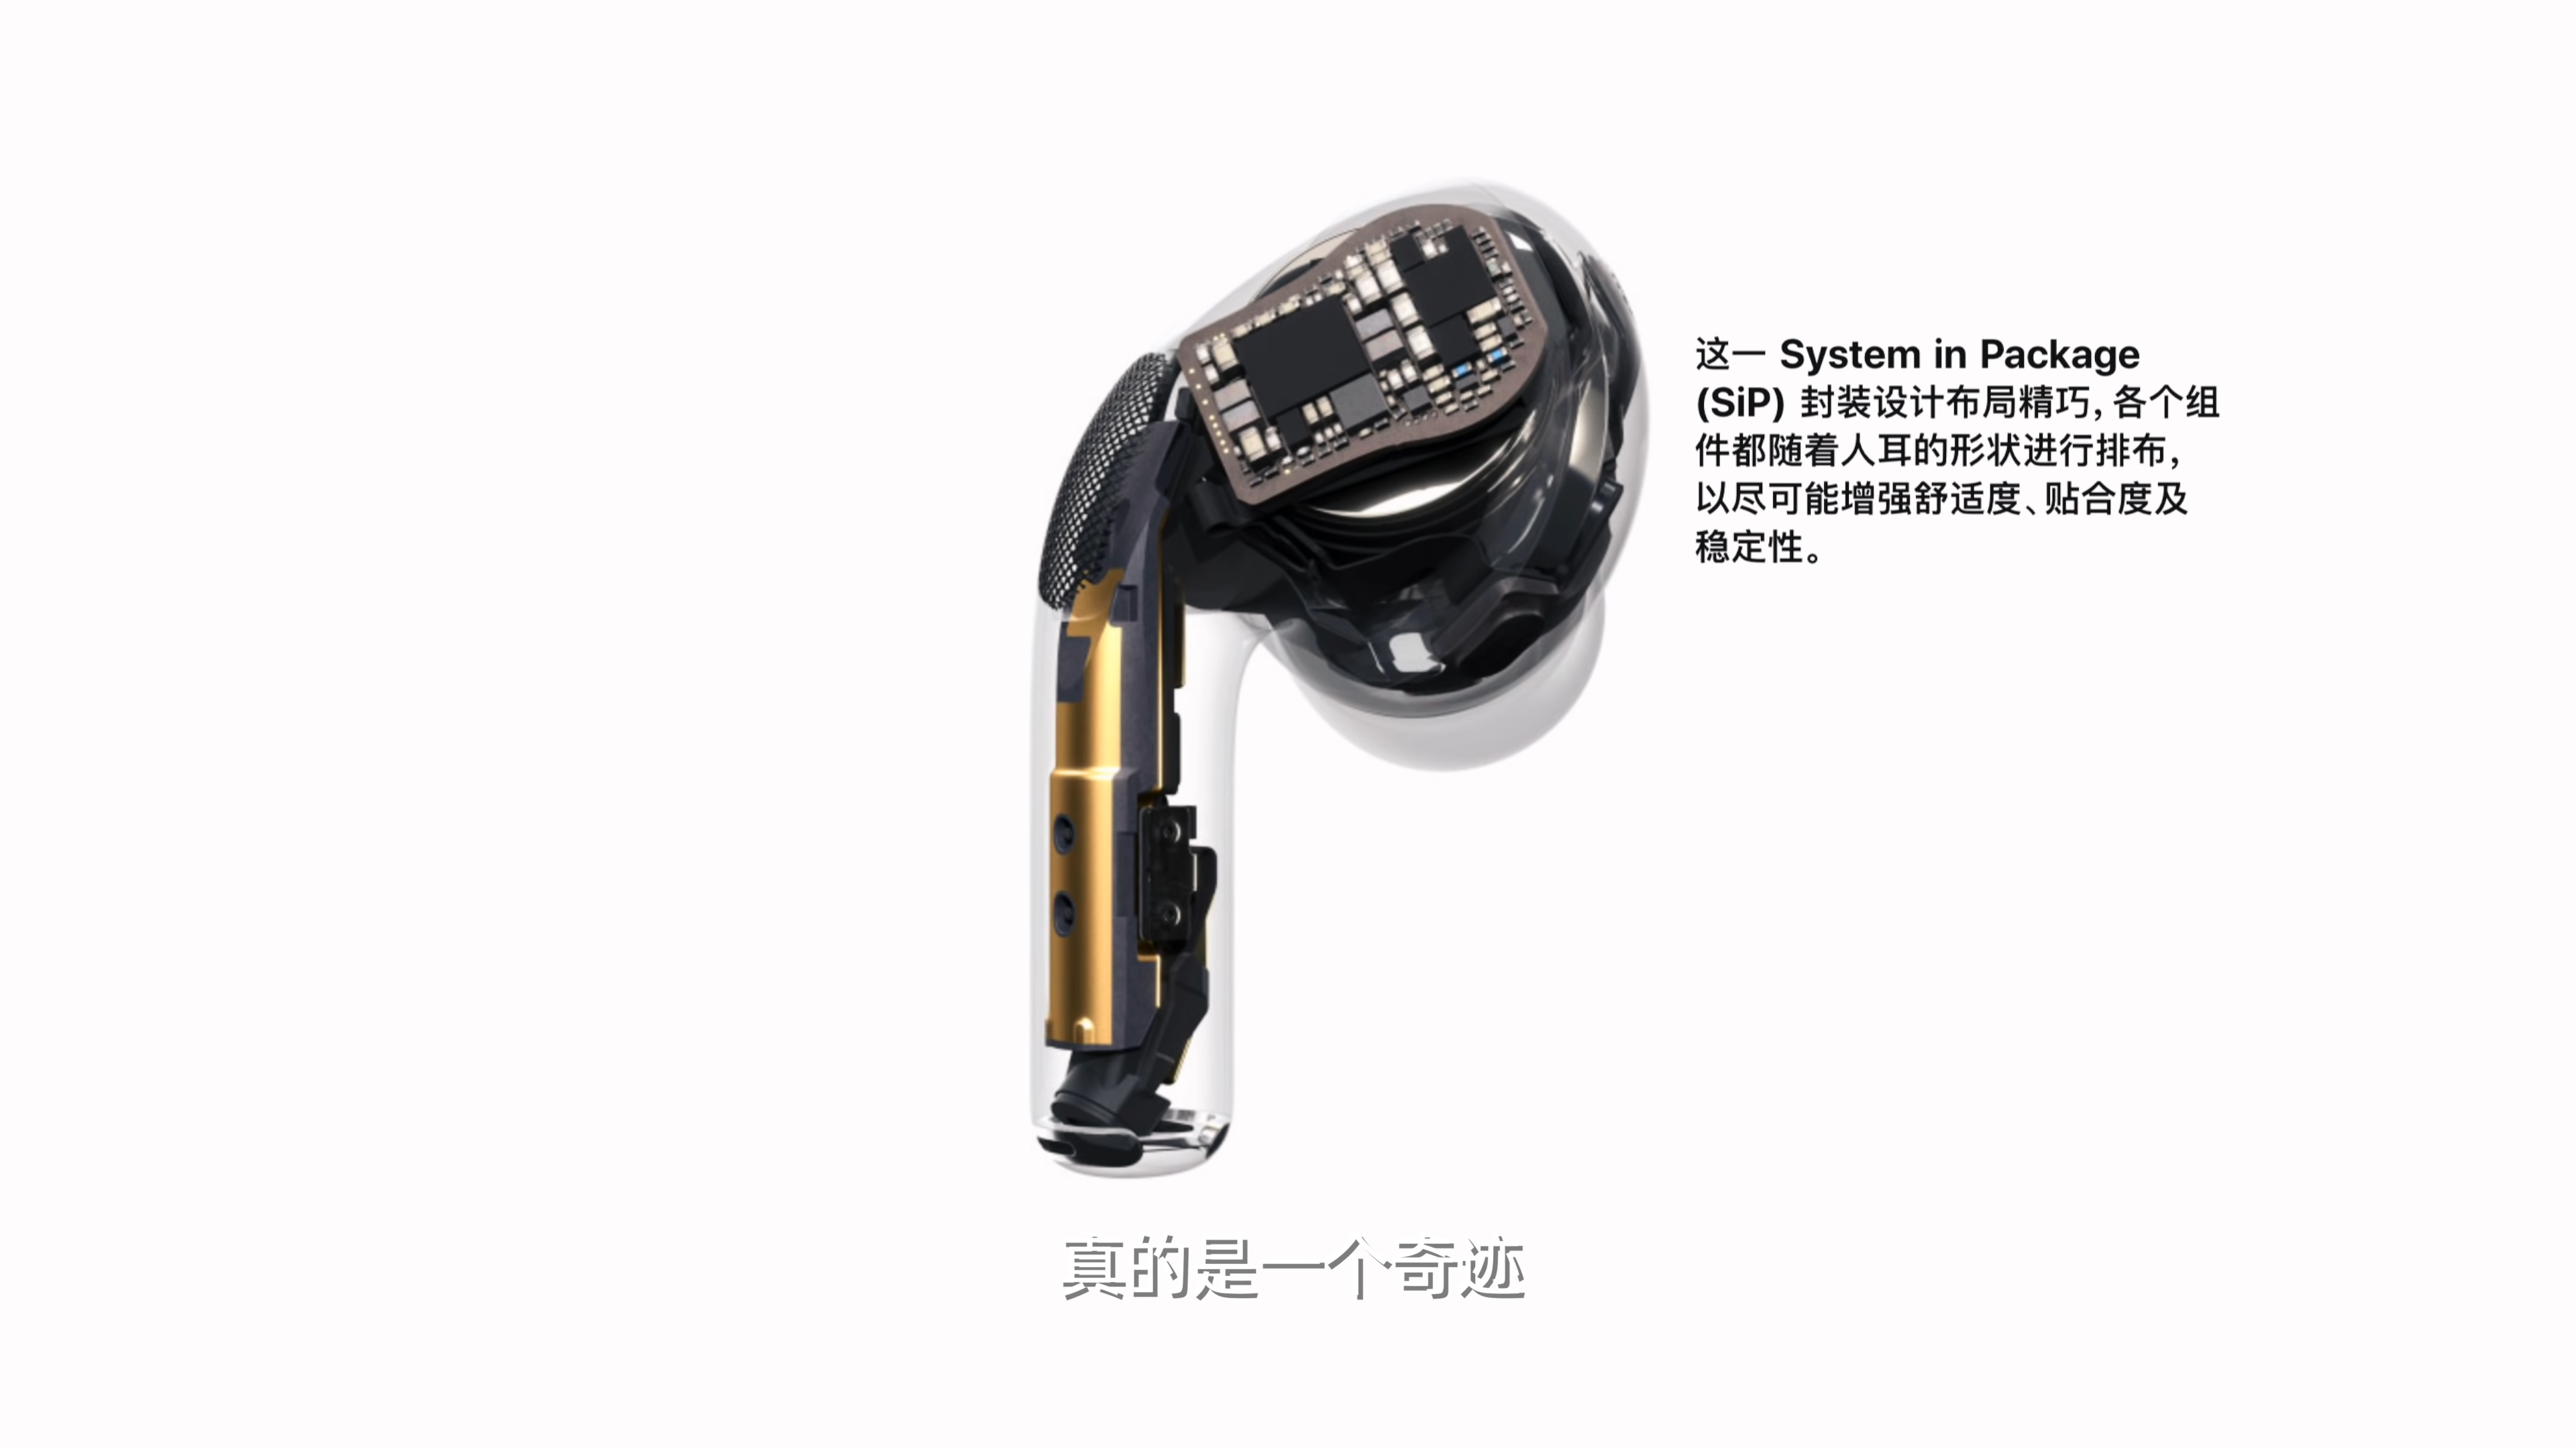 这一 System in Package
(SiP) 封装设计布局精巧，各个组
件都随着人耳的形状进行排布，
以尽可能增强舒适度、贴合度及
稳定性。
真的是一个奇迹